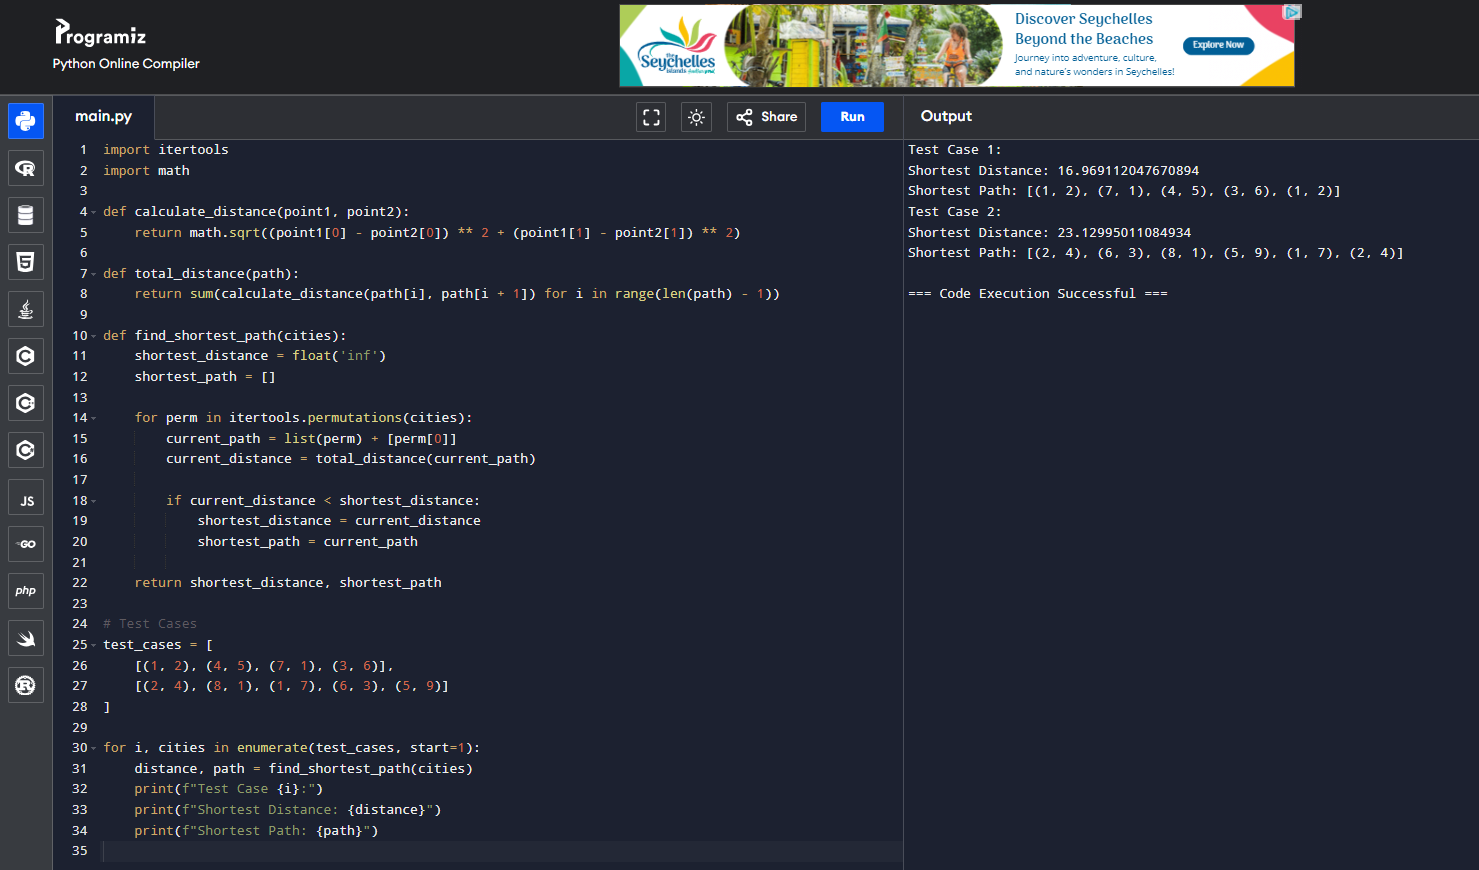 Programiz
Python Online Compiler
the Seychelles
islands
Discover Seychelles
Beyond the Beaches
Journey into adventure, culture,
and nature's wonders in Seychelles!
Explore Now
main.py
Share
Run
Output
1 import itertools
2 import math
3
4 def calculate_distance(point1, point2):
5     return math.sqrt((point1[0] - point2[0]) ** 2 + (point1[1] - point2[1]) ** 2)
6
7 def total_distance(path):
8     return sum(calculate_distance(path[i], path[i + 1]) for i in range(len(path) - 1))
9
10 def find_shortest_path(cities):
11     shortest_distance = float('inf')
12     shortest_path = []
13
14     for perm in itertools.permutations(cities):
15         current_path = list(perm) + [perm[0]]
16         current_distance = total_distance(current_path)
17
18         if current_distance < shortest_distance:
19             shortest_distance = current_distance
20             shortest_path = current_path
21
22     return shortest_distance, shortest_path
23
24 # Test Cases
25 test_cases = [
26     [(1, 2), (4, 5), (7, 1), (3, 6)],
27     [(2, 4), (8, 1), (1, 7), (6, 3), (5, 9)]
28 ]
29
30 for i, cities in enumerate(test_cases, start=1):
31     distance, path = find_shortest_path(cities)
32     print(f"Test Case {i}:")
33     print(f"Shortest Distance: {distance}")
34     print(f"Shortest Path: {path}")
35
Test Case 1:
Shortest Distance: 16.969112047670894
Shortest Path: [(1, 2), (7, 1), (4, 5), (3, 6), (1, 2)]
Test Case 2:
Shortest Distance: 23.12995011084934
Shortest Path: [(2, 4), (6, 3), (8, 1), (5, 9), (1, 7), (2, 4)]
=== Code Execution Successful ===
R
5
C
C
C
JS
GO
php
R